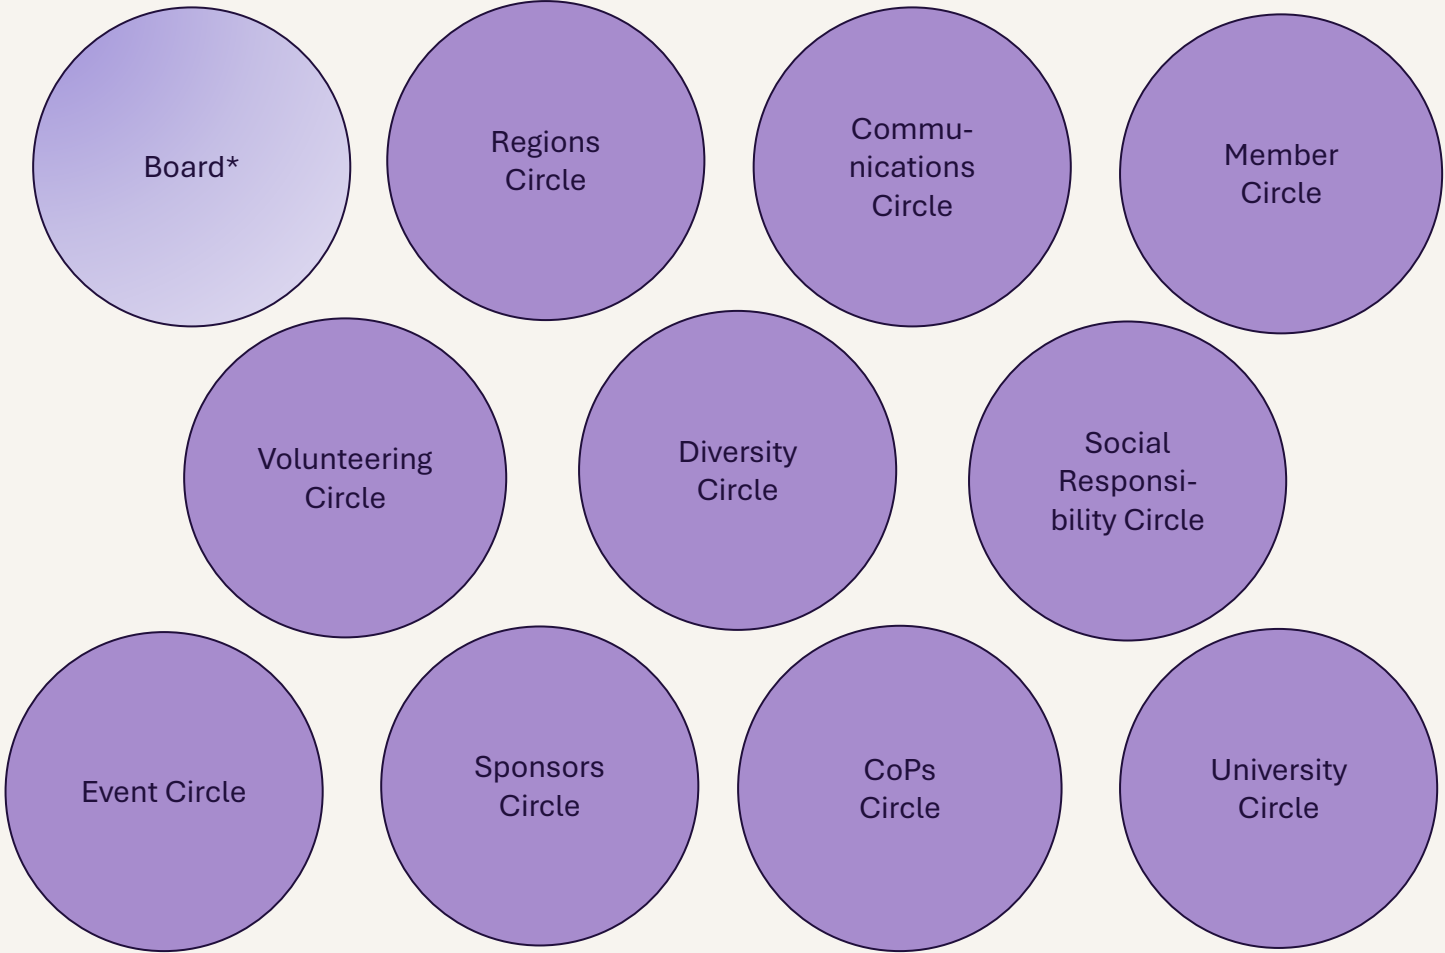 Board*
Regions
Circle
Commu-
nications
Circle
Member
Circle
Volunteering
Circle
Diversity
Circle
Social
Responsi-
bility Circle
Event Circle
Sponsors
Circle
CoPs
Circle
University
Circle